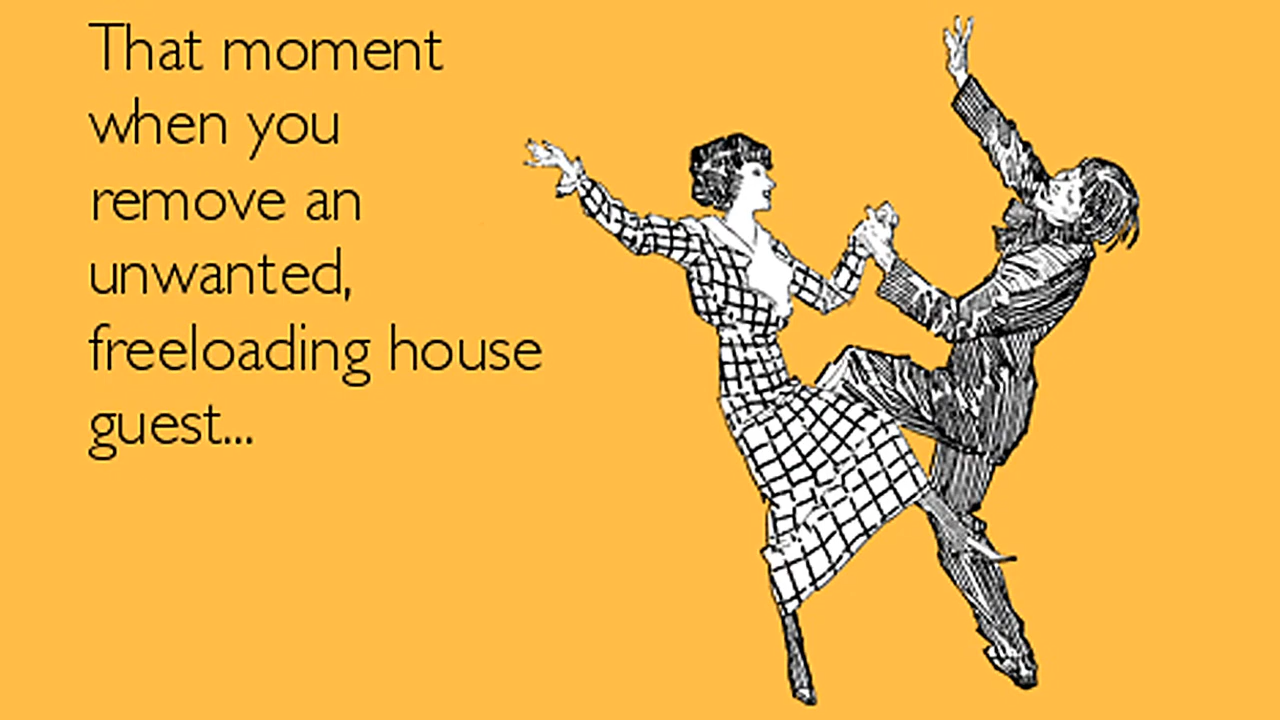 That moment
when you
remove an
unwanted,
freeloading house
guest...